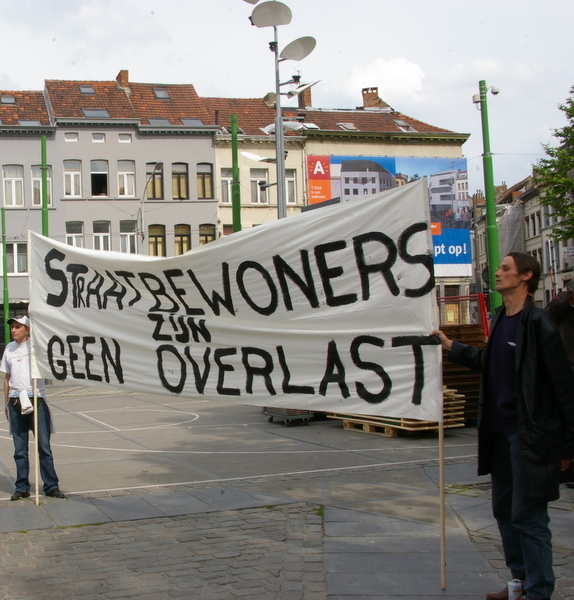 A
pt op!
STRAATBEWONERS
ZIJN
GEEN OVERLAST